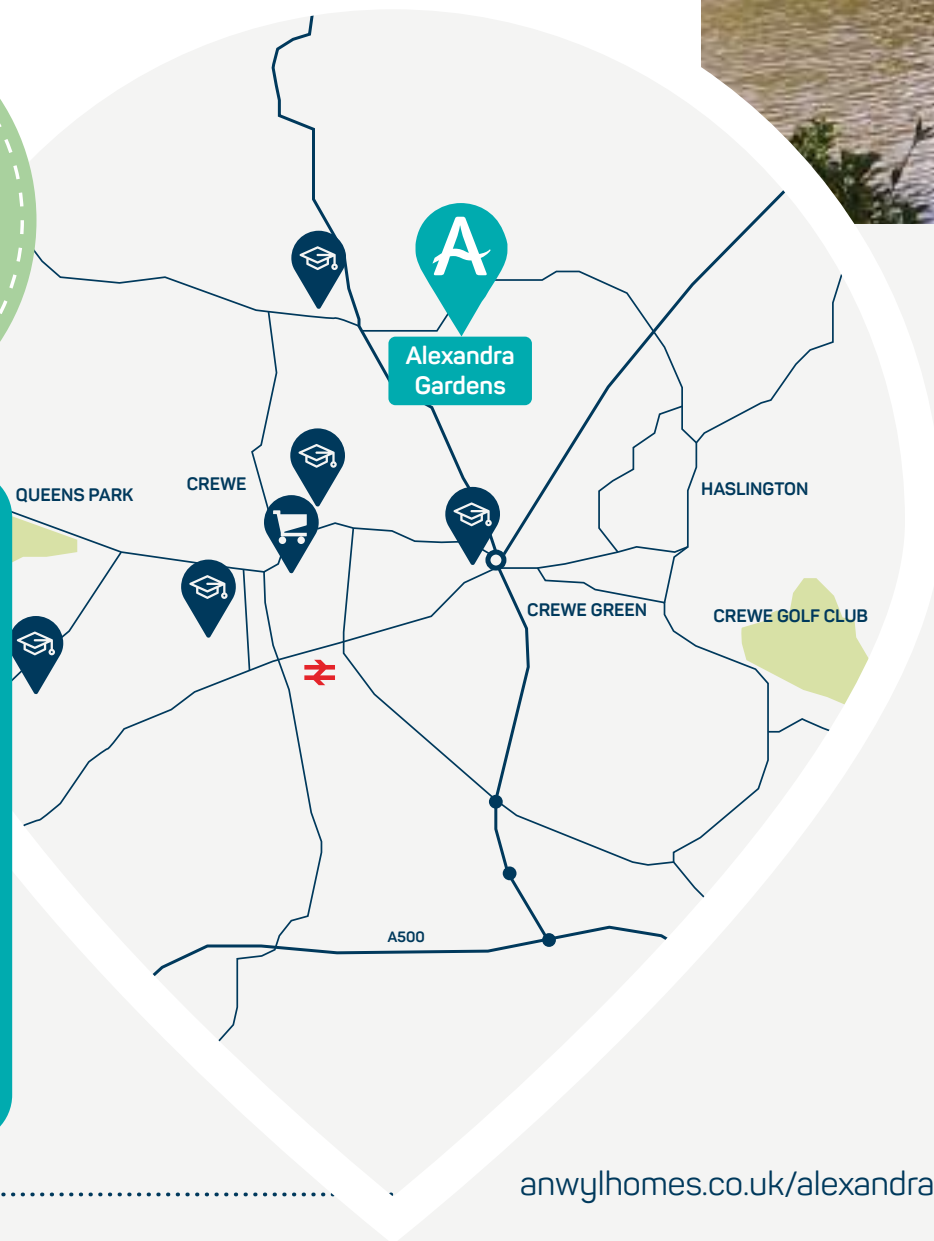 A
Alexandra
Gardens
QUEENS PARK
CREWE
HASLINGTON
CREWE GREEN
CREWE GOLF CLUB
A500
anwylhomes.co.uk/alexandra